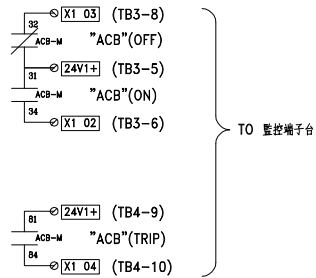 32 X1 03 (TB3-8)
ACB-M "ACB"(OFF)
31 24V1+ (TB3-5)
ACB-M "ACB"(ON)
34 X1 02 (TB3-6)
TO 監控端子台
81 24V1+ (TB4-9)
ACB-M "ACB"(TRIP)
84 X1 04 (TB4-10)